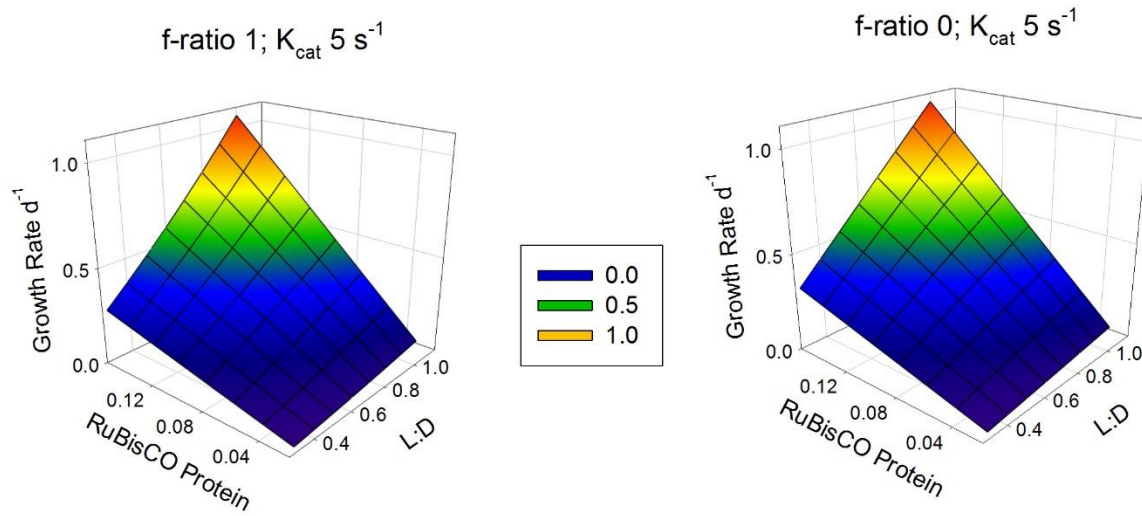 f-ratio 1; K_cat 5 s⁻¹
1.0
0.5
0.0
Growth Rate d⁻¹
0.12
0.08
0.04
RuBisCO Protein
0.4
0.6
0.8
1.0
L:D
0.0
0.5
1.0
f-ratio 0; K_cat 5 s⁻¹
1.0
0.5
0.0
Growth Rate d⁻¹
0.12
0.08
0.04
RuBisCO Protein
0.4
0.6
0.8
1.0
L:D